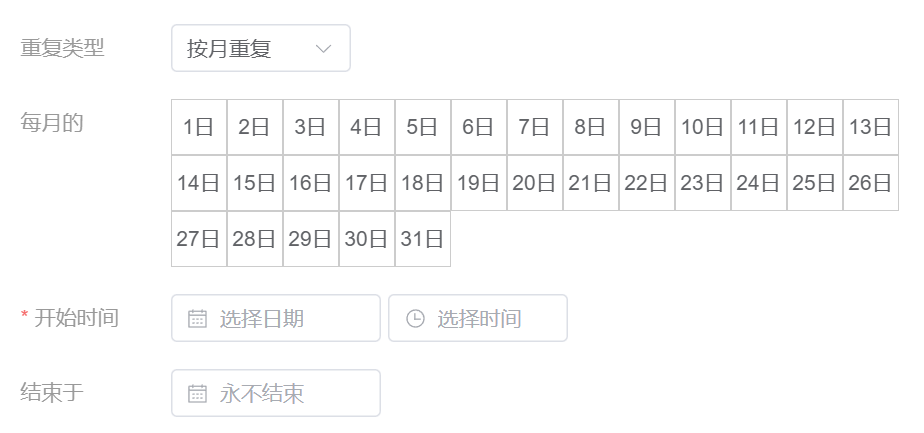 重复类型 按月重复
每月的 1日 2日 3日 4日 5日 6日 7日 8日 9日 10日 11日 12日 13日
14日 15日 16日 17日 18日 19日 20日 21日 22日 23日 24日 25日 26日
27日 28日 29日 30日 31日
* 开始时间 选择日期 选择时间
结束于 永不结束